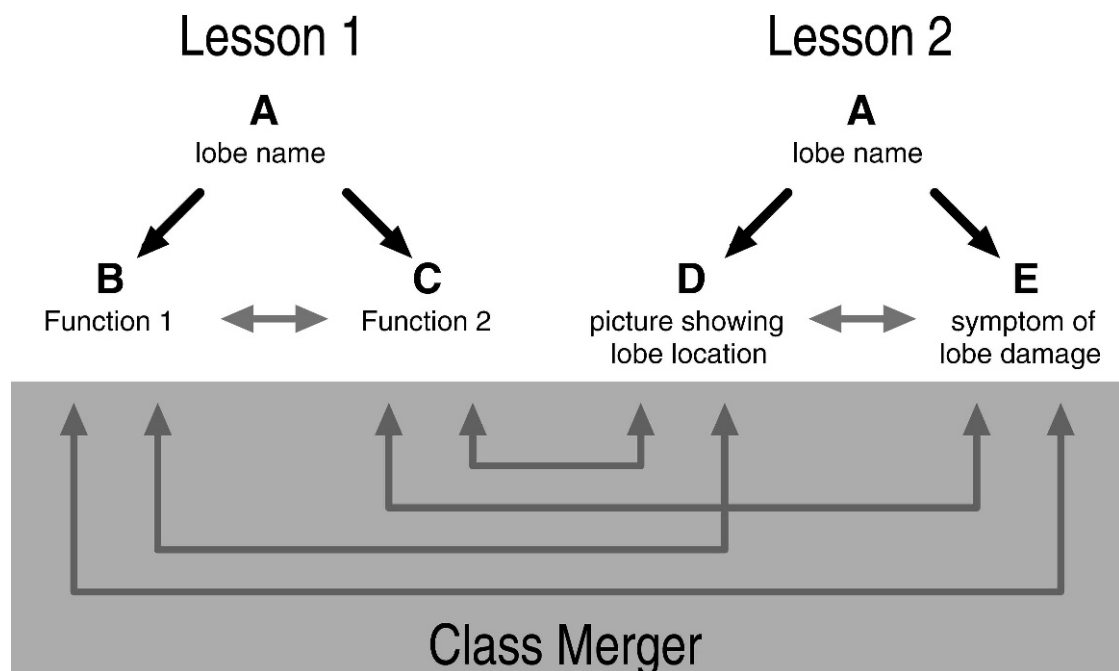 Lesson 1
A
lobe name
B
Function 1
C
Function 2
Lesson 2
A
lobe name
D
picture showing
lobe location
E
symptom of
lobe damage
Class Merger